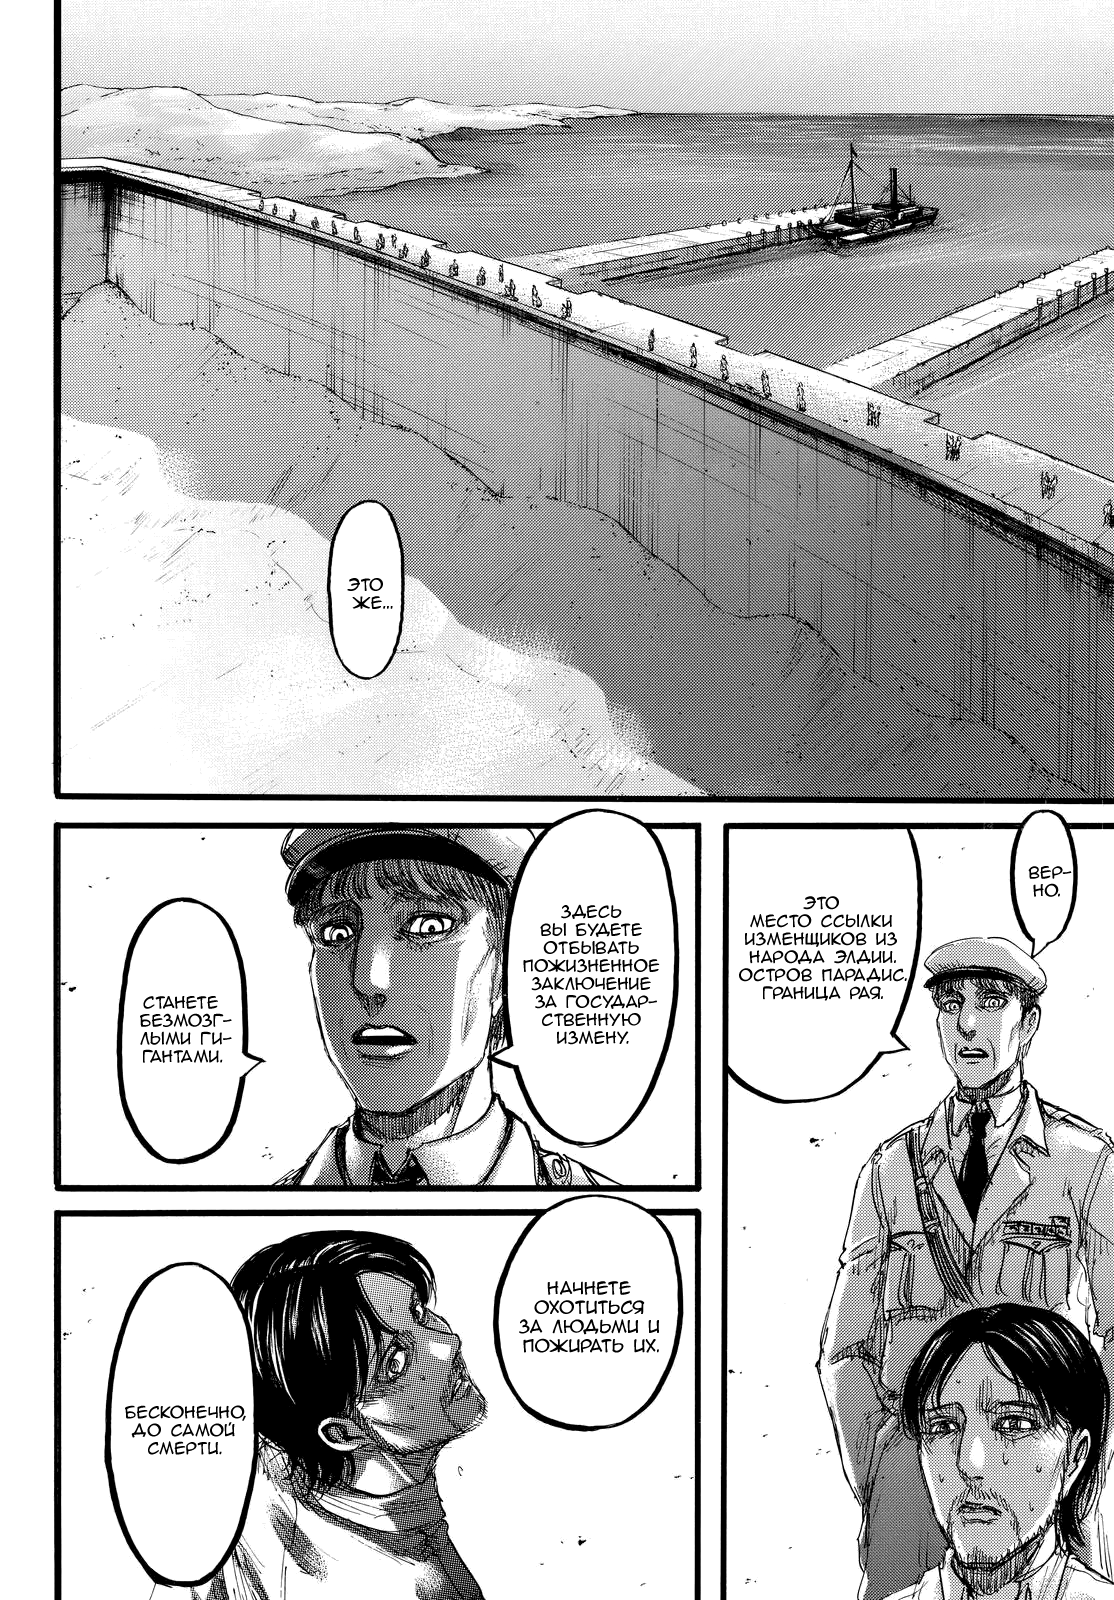 ЭТО
ЖЕ...
ВЕР-
НО.
ЭТО
МЕСТО ССЫЛКИ
ИЗМЕНЩИКОВ ИЗ
НАРОДА ЭЛДИИ.
ОСТРОВ ПАРАДИС.
ГРАНИЦА РАЯ.
ЗДЕСЬ
ВЫ БУДЕТЕ
ОТБЫВАТЬ
ПОЖИЗНЕННОЕ
ЗАКЛЮЧЕНИЕ
ЗА ГОСУДАР-
СТВЕННУЮ
ИЗМЕНУ.
СТАНЕТЕ
БЕЗМОЗГ-
ЛЫМИ ГИ-
ГАНТАМИ.
НАЧНЕТЕ
ОХОТИТЬСЯ
ЗА ЛЮДЬМИ И
ПОЖИРАТЬ ИХ.
БЕСКОНЕЧНО,
ДО САМОЙ
СМЕРТИ.